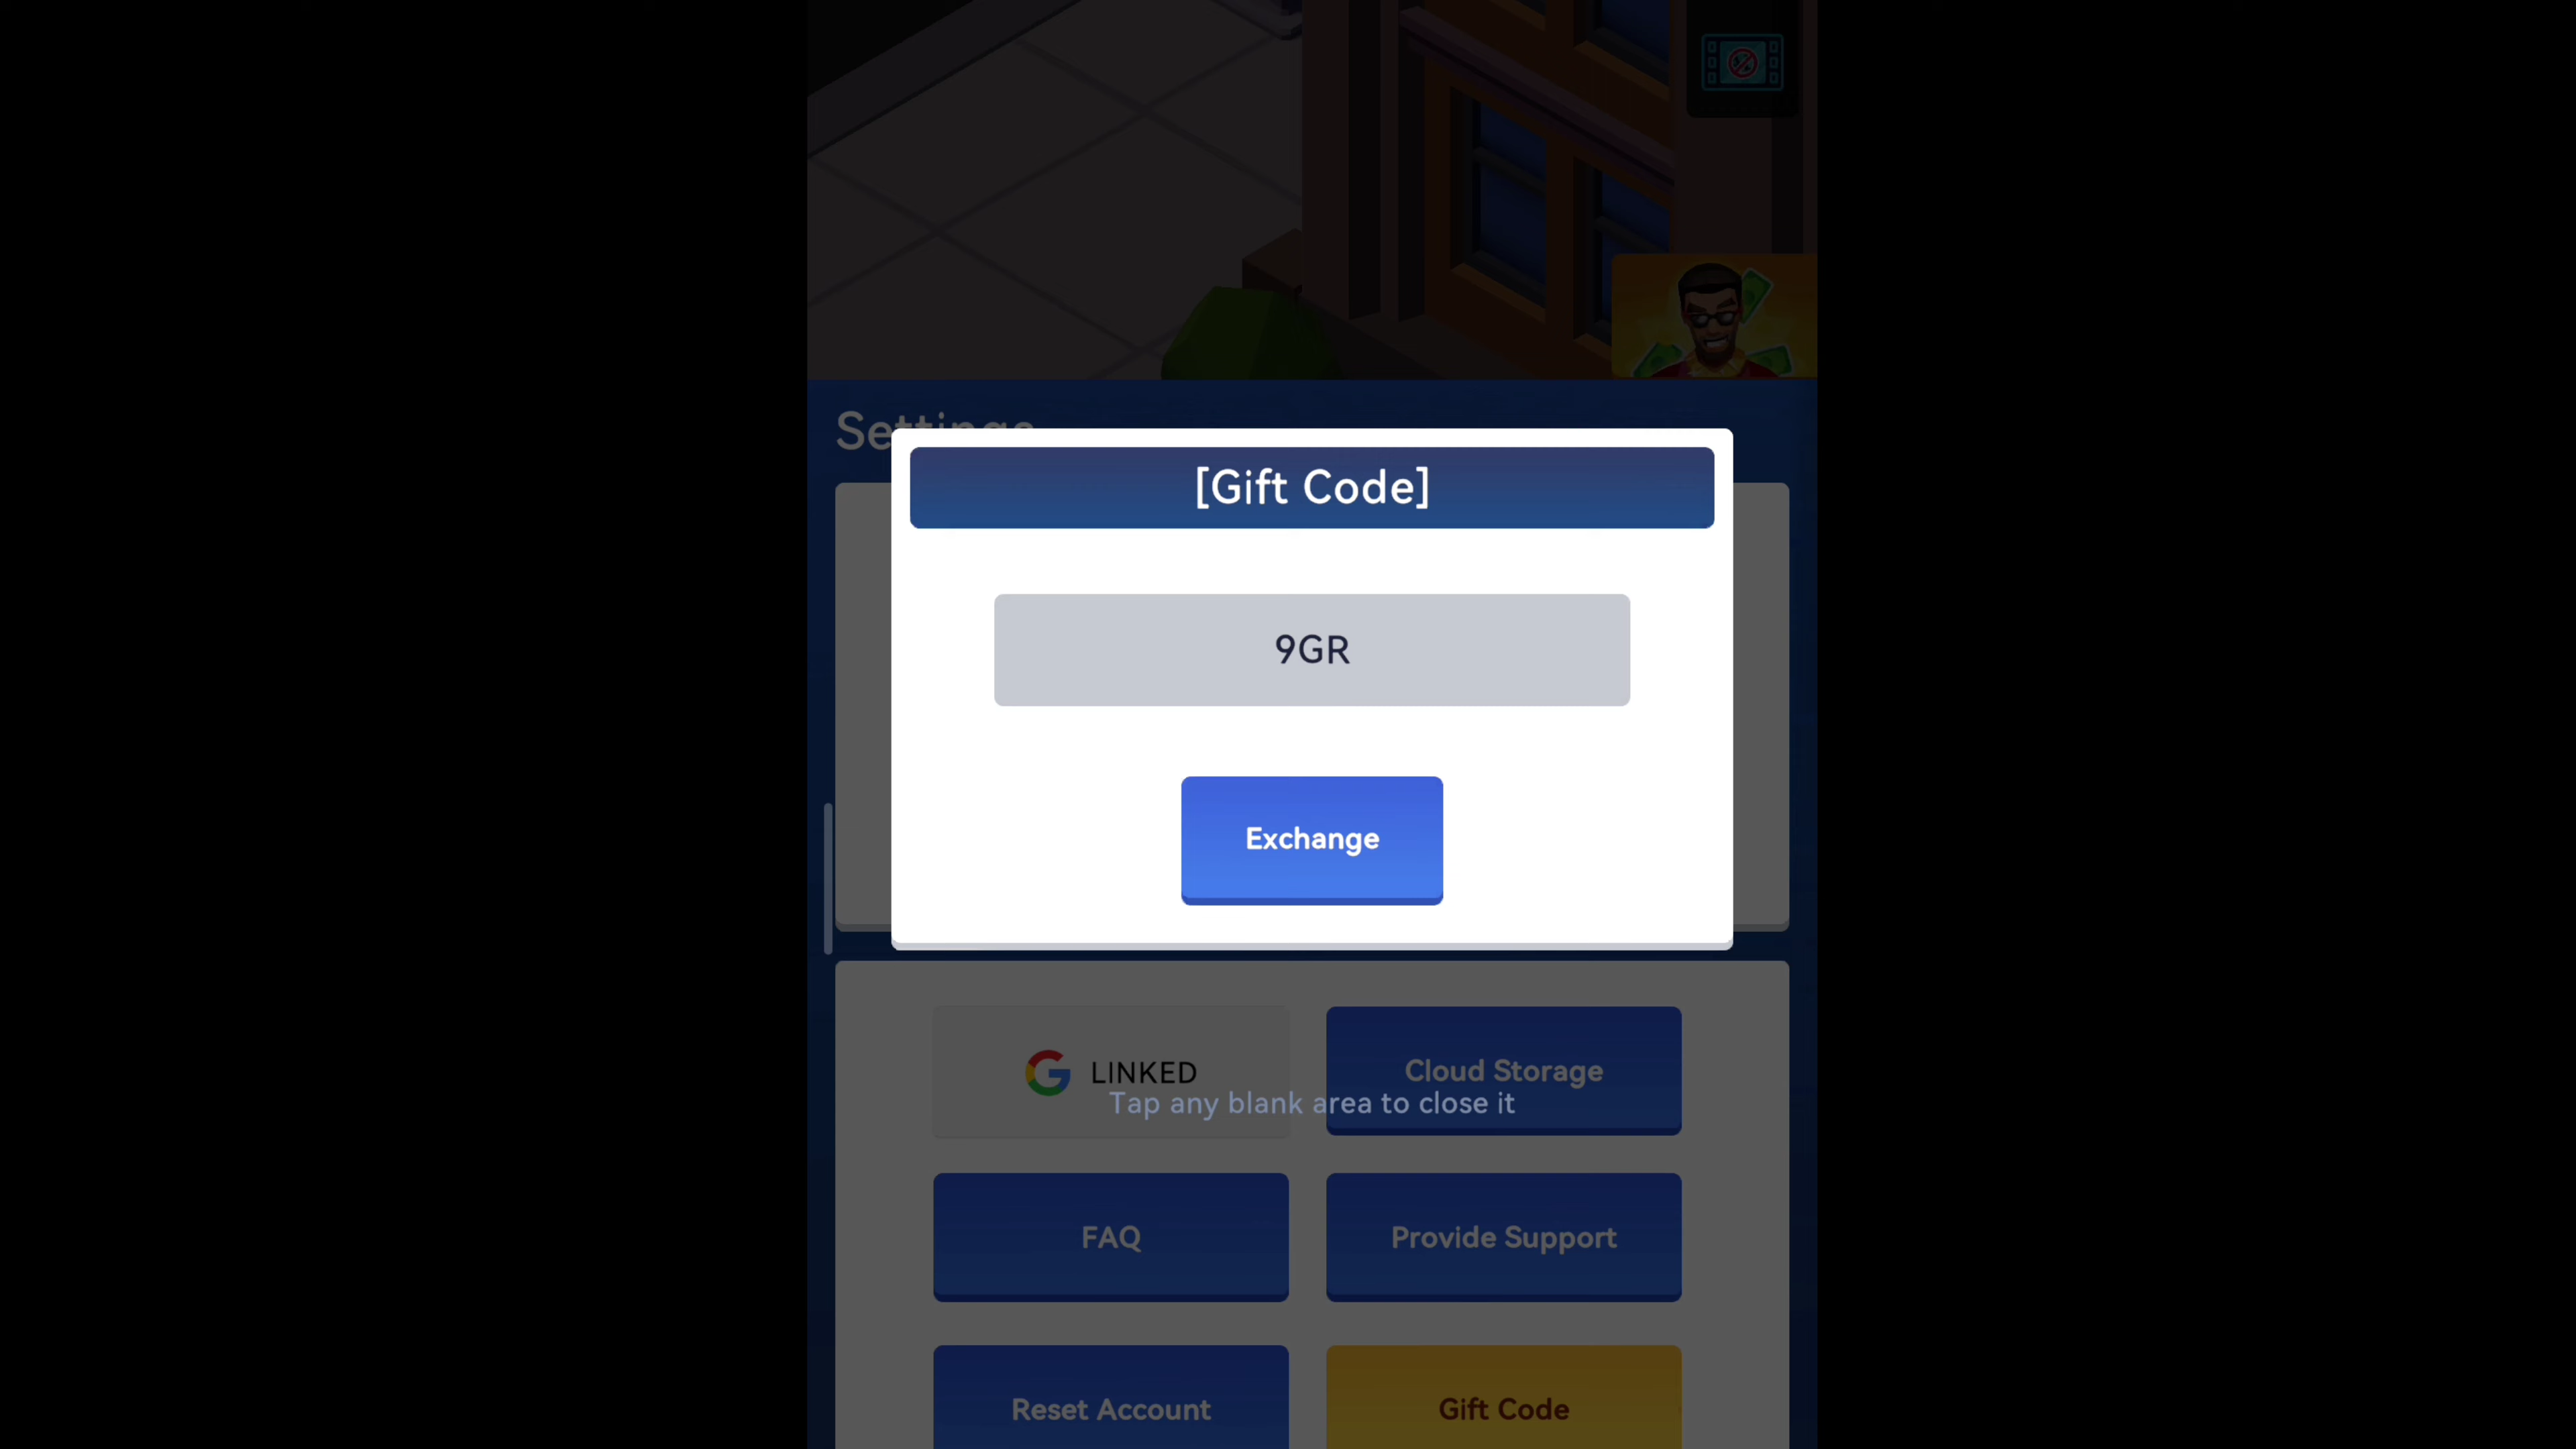 Settings
[Gift Code]
9GR
Exchange
LINKED
Cloud Storage
Tap any blank area to close it
FAQ
Provide Support
Reset Account
Gift Code